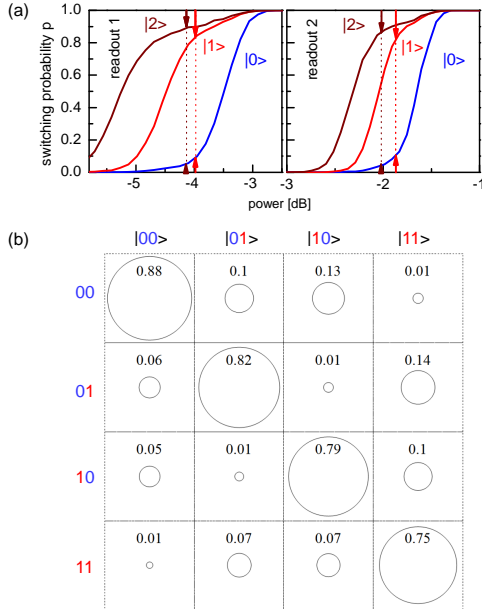 (a)
switching probability p
1.0
0.8
0.6
0.4
0.2
0.0
readout 1
|2>
|1>
|0>
readout 2
|2>
|1>
|0>
-5 -4 -3 -3 -2 -1
power [dB]
(b)
|00> |01> |10> |11>
00 0.88 0.1 0.13 0.01
01 0.06 0.82 0.01 0.14
10 0.05 0.01 0.79 0.1
11 0.01 0.07 0.07 0.75